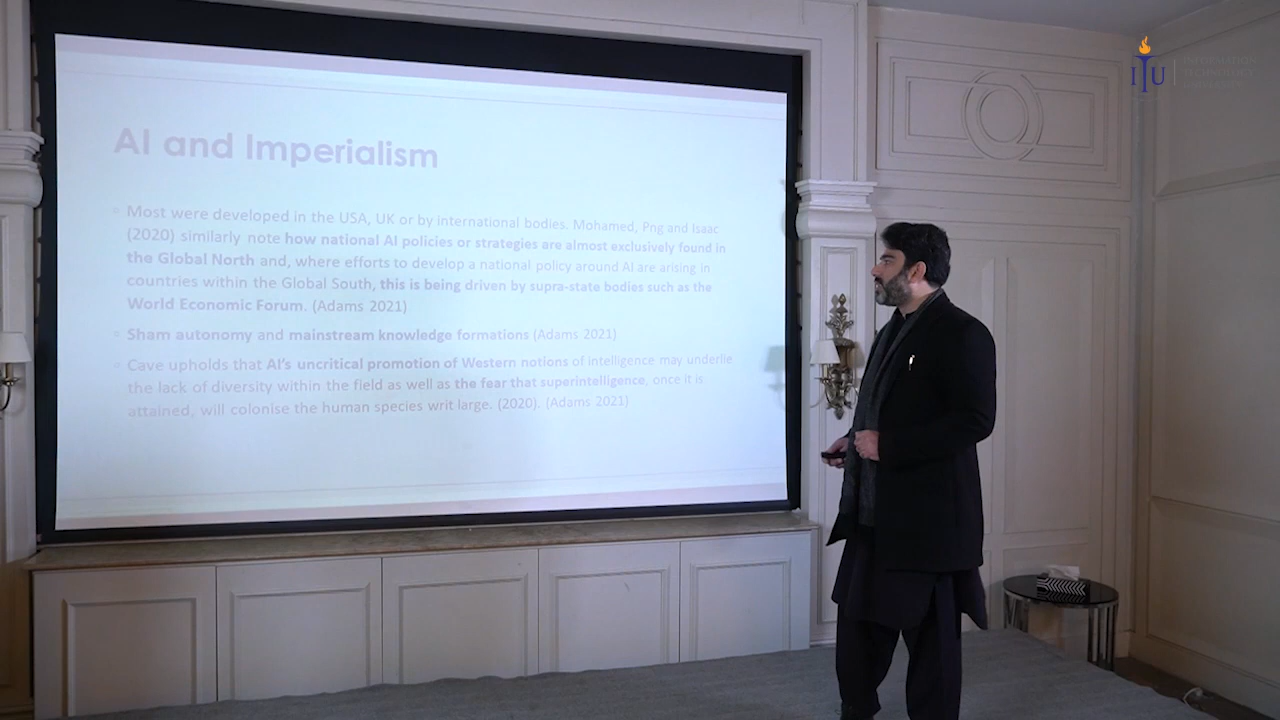 AI and Imperialism
Most were developed in the USA, UK or by international bodies. Mohamed, Png and Isaac
(2020) similarly note how national AI policies or strategies are almost exclusively found in
the Global North and, where efforts to develop a national policy around AI are arising in
countries within the Global South, this is being driven by supra-state bodies such as the
World Economic Forum. (Adams 2021)
Sham autonomy and mainstream knowledge formations (Adams 2021)
Cave upholds that AI's uncritical promotion of Western notions of intelligence may underlie
the lack of diversity within the field as well as the fear that superintelligence, once it is
attained, will colonise the human species writ large. (2020). (Adams 2021)
ITU
INFORMATION
TECHNOLOGY
UNIVERSITY